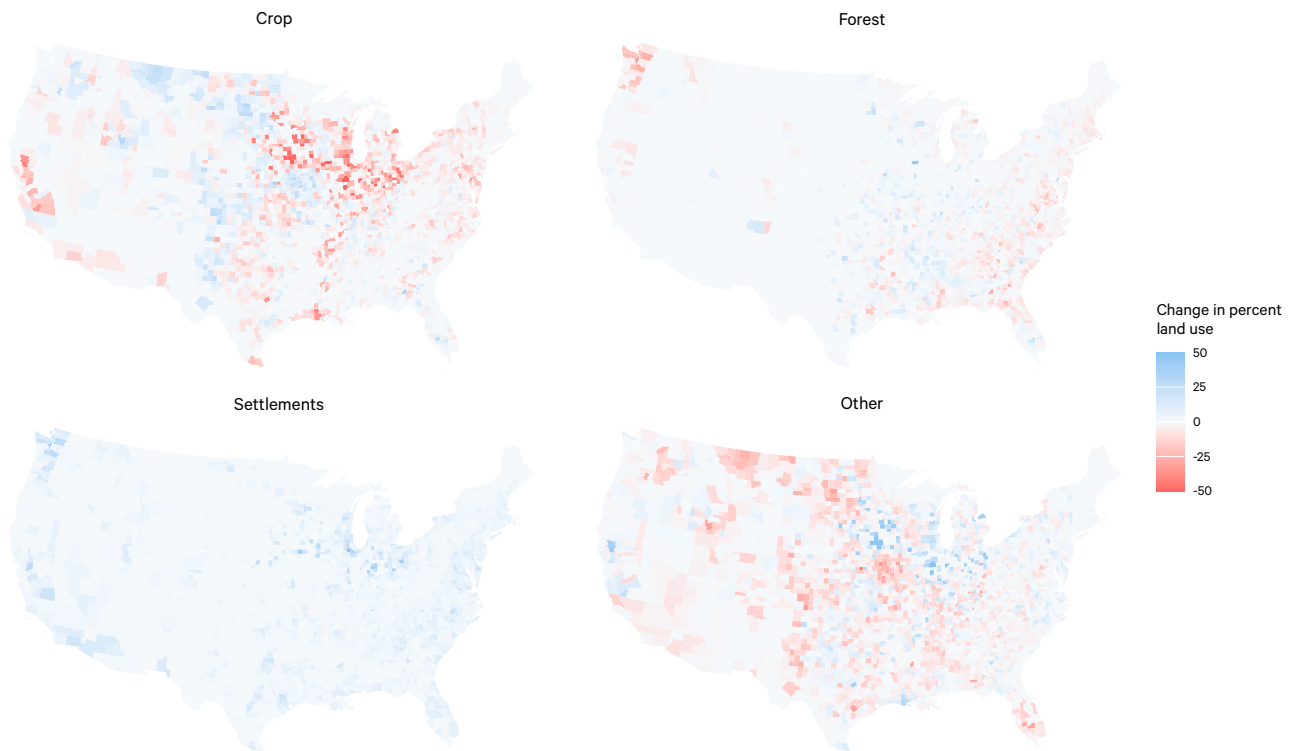 Crop
Forest
Change in percent
land use
50
25
0
-25
-50
Settlements
Other